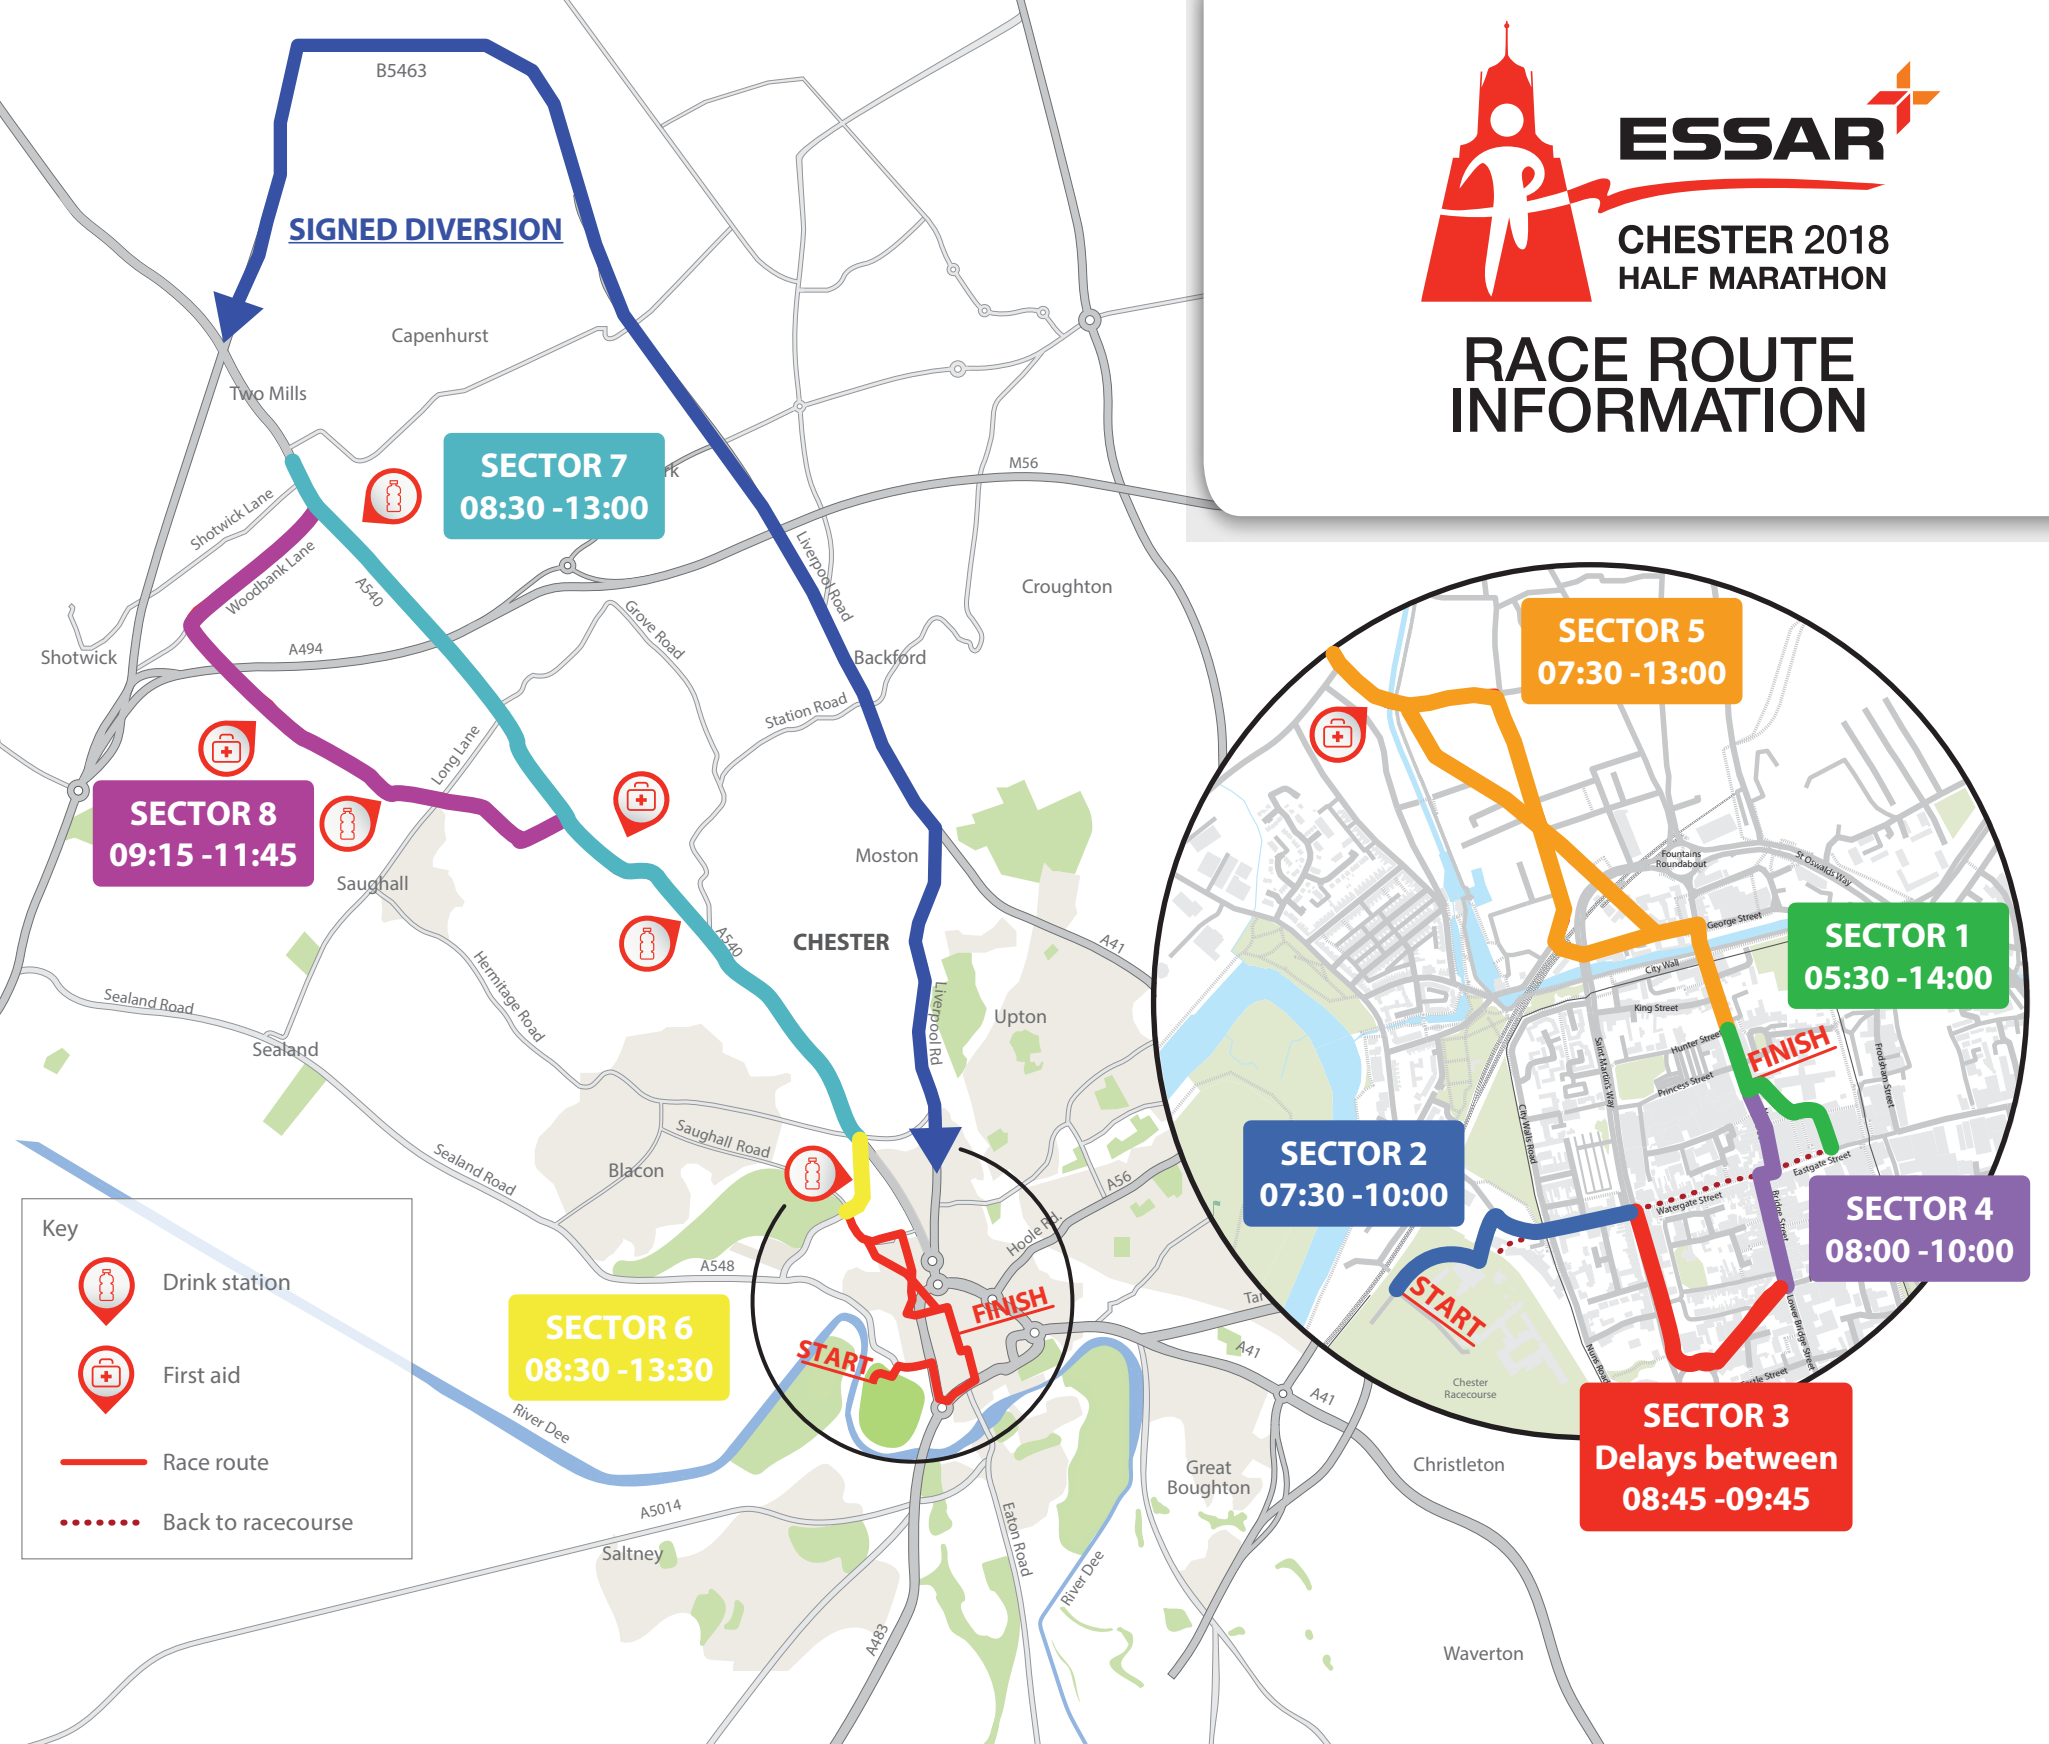 ESSAR
CHESTER 2018
HALF MARATHON
RACE ROUTE
INFORMATION
B5463
SIGNED DIVERSION
Capenhurst
Two Mills
SECTOR 7
08:30 -13:00
rk
M56
Shotwick Lane
Woodbank Lane
A540
Liverpool Road
Croughton
Grove Road
A494
Shotwick
Backford
Station Road
Long Lane
SECTOR 8
09:15 -11:45
Saughall
Moston
CHESTER
A540
A41
Hermitage Road
Sealand Road
Sealand
Liverpool Rd
Upton
Saughall Road
Blacon
Sealand Road
A56
Hoole Rd.
A548
FINISH
START
SECTOR 6
08:30 -13:30
Tar
A41
A41
River Dee
A5014
Saltney
Eaton Road
River Dee
A483
Great
Boughton
Christleton
Waverton
Key
Drink station
First aid
Race route
Back to racecourse
SECTOR 5
07:30 -13:00
Fountains
Roundabout
St Oswalds Way
George Street
SECTOR 1
05:30 -14:00
City Wall
King Street
Hunter Street
FINISH
Princess Street
Saint Martin's Way
Frodsham Street
City Walls Road
Eastgate Street
Watergate Street
Bridge Street
SECTOR 2
07:30 -10:00
SECTOR 4
08:00 -10:00
START
Lower Bridge Street
Nuns Road
Chester
Racecourse
stle Street
SECTOR 3
Delays between
08:45 -09:45